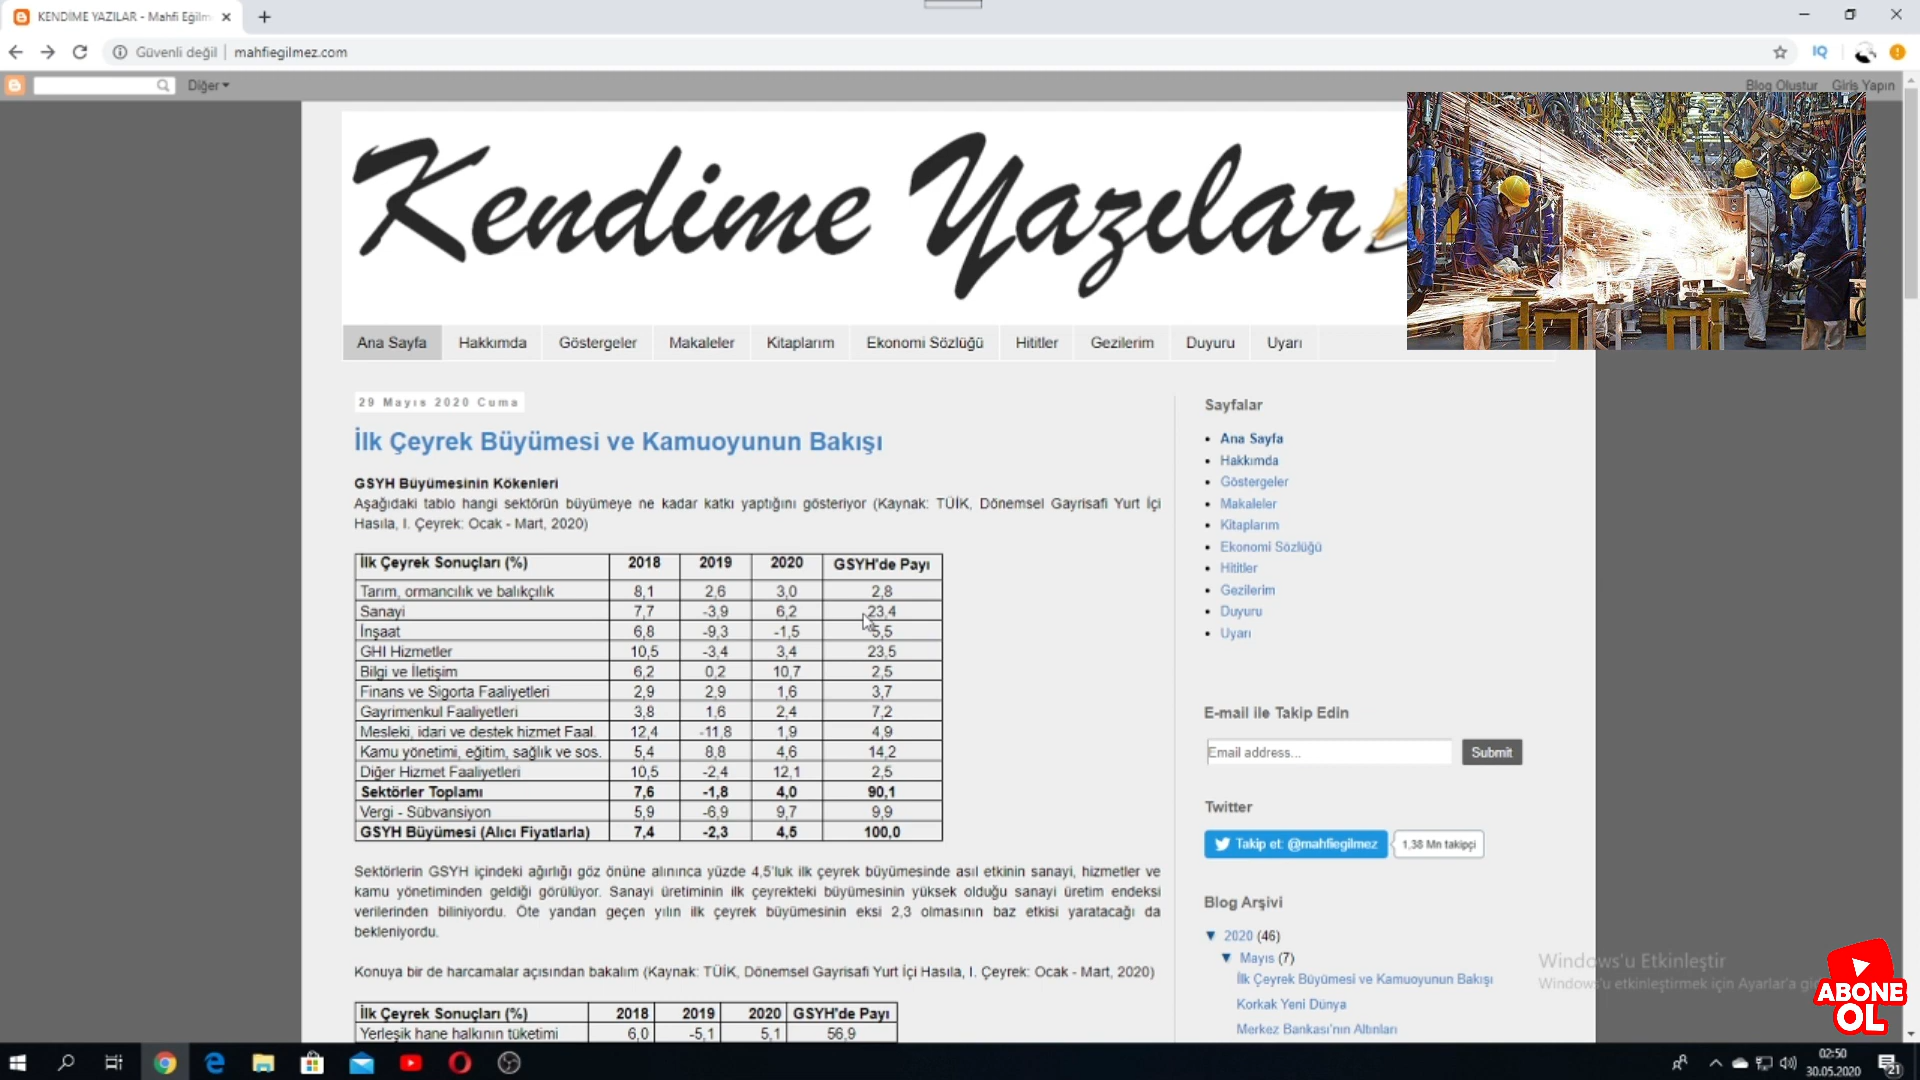 KENDİME YAZILAR - Mahfi Eğilm
Güvenli değil | mahfiegilmez.com
IQ
Diğer
Blog Oluştur Giriş Yapın
Kendime Yazılar
Ana Sayfa Hakkımda Göstergeler Makaleler Kitaplarım Ekonomi Sözlüğü Hititler Gezilerim Duyuru Uyarı
29 Mayıs 2020 Cuma
İlk Çeyrek Büyümesi ve Kamuoyunun Bakışı
GSYH Büyümesinin Kökenleri
Aşağıdaki tablo hangi sektörün büyümeye ne kadar katkı yaptığını gösteriyor (Kaynak: TÜİK, Dönemsel Gayrisafi Yurt İçi
Hasıla, I. Çeyrek: Ocak - Mart, 2020)
İlk Çeyrek Sonuçları (%) 2018 2019 2020 GSYH'de Payı
Tarım, ormancılık ve balıkçılık 8,1 2,6 3,0 2,8
Sanayi 7,7 -3,9 6,2 23,4
İnşaat 6,8 -9,3 -1,5 5,5
GHI Hizmetler 10,5 -3,4 3,4 23,5
Bilgi ve İletişim 6,2 0,2 10,7 2,5
Finans ve Sigorta Faaliyetleri 2,9 2,9 1,6 3,7
Gayrimenkul Faaliyetleri 3,8 1,6 2,4 7,2
Mesleki, idari ve destek hizmet Faal. 12,4 -11,8 1,9 4,9
Kamu yönetimi, eğitim, sağlık ve sos. 5,4 8,8 4,6 14,2
Diğer Hizmet Faaliyetleri 10,5 -2,4 12,1 2,5
Sektörler Toplamı 7,6 -1,8 4,0 90,1
Vergi - Sübvansiyon 5,9 -6,9 9,7 9,9
GSYH Büyümesi (Alıcı Fiyatlarla) 7,4 -2,3 4,5 100,0
Sektörlerin GSYH içindeki ağırlığı göz önüne alınınca yüzde 4,5'luk ilk çeyrek büyümesinde asıl etkinin sanayi, hizmetler ve
kamu yönetiminden geldiği görülüyor. Sanayi üretiminin ilk çeyrekteki büyümesinin yüksek olduğu sanayi üretim endeksi
verilerinden biliniyordu. Öte yandan geçen yılın ilk çeyrek büyümesinin eksi 2,3 olmasının baz etkisi yaratacağı da
bekleniyordu.
Konuya bir de harcamalar açısından bakalım (Kaynak: TÜİK, Dönemsel Gayrisafi Yurt İçi Hasıla, I. Çeyrek: Ocak - Mart, 2020)
İlk Çeyrek Sonuçları (%) 2018 2019 2020 GSYH'de Payı
Yerleşik hane halkının tüketimi 6,0 -5,1 5,1 56,9
Sayfalar
Ana Sayfa
Hakkımda
Göstergeler
Makaleler
Kitaplarım
Ekonomi Sözlüğü
Hititler
Gezilerim
Duyuru
Uyarı
E-mail ile Takip Edin
Email address... Submit
Twitter
Takip et: @mahfiegilmez 1,38 Mn takipçi
Blog Arşivi
▼ 2020 (46)
▼ Mayıs (7)
İlk Çeyrek Büyümesi ve Kamuoyunun Bakışı
Korkak Yeni Dünya
Merkez Bankası'nın Altınları
Windows'u Etkinleştir
Windows'u etkinleştirmek için Ayarlar'a
ABONE
OL
02:50
30.05.2020
21